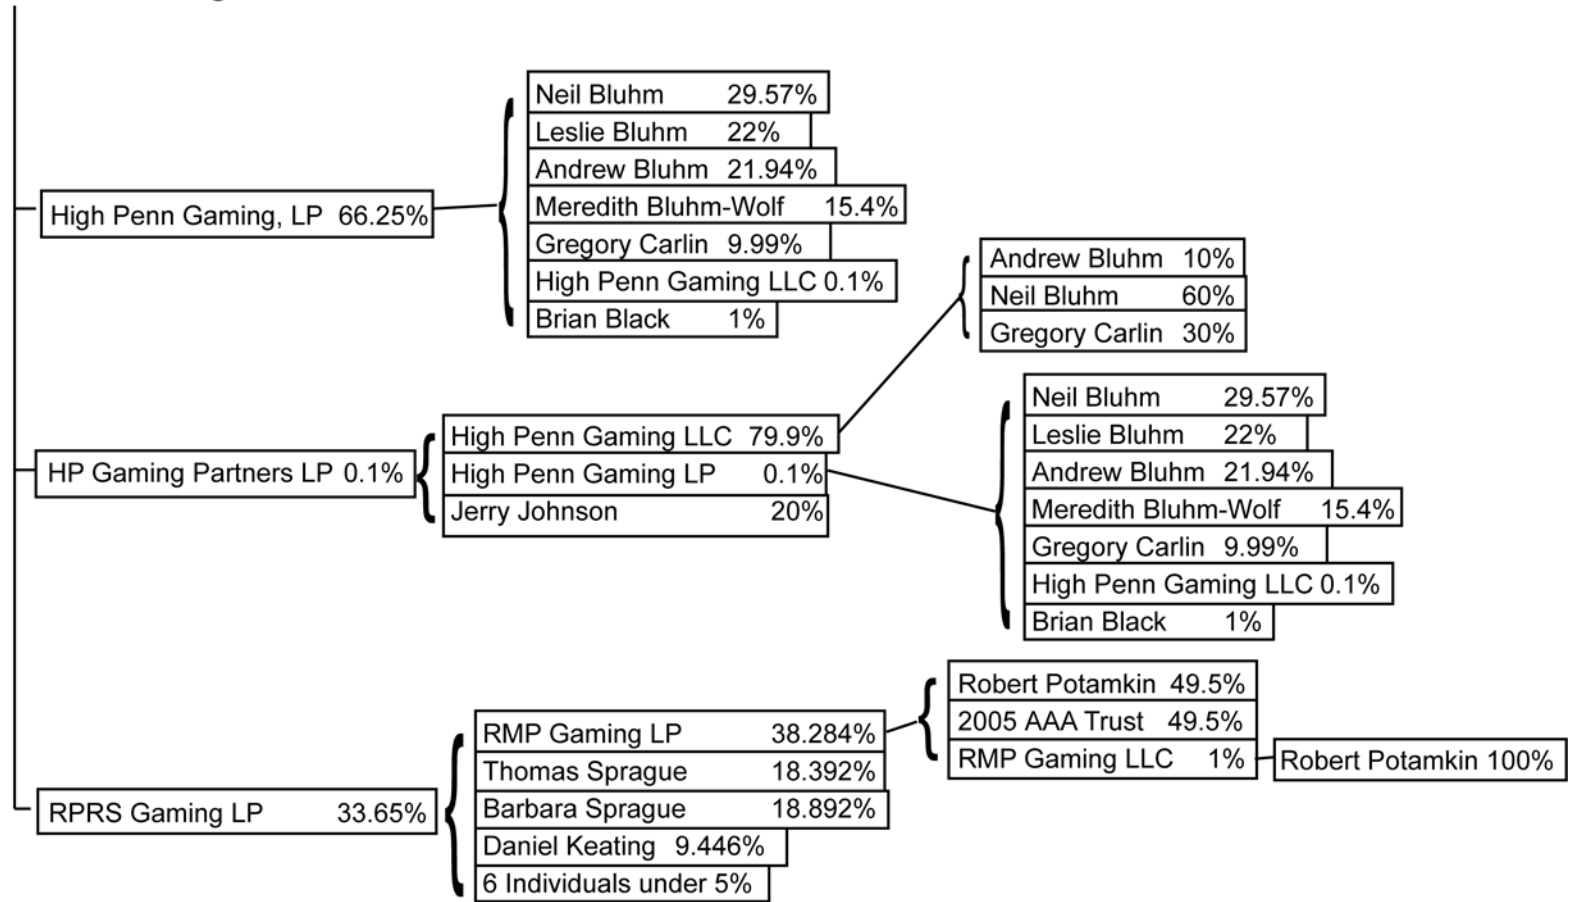 High Penn Gaming, LP 66.25%
Neil Bluhm 29.57%
Leslie Bluhm 22%
Andrew Bluhm 21.94%
Meredith Bluhm-Wolf 15.4%
Gregory Carlin 9.99%
High Penn Gaming LLC 0.1%
Brian Black 1%
HP Gaming Partners LP 0.1%
High Penn Gaming LLC 79.9%
High Penn Gaming LP 0.1%
Jerry Johnson 20%
Andrew Bluhm 10%
Neil Bluhm 60%
Gregory Carlin 30%
Neil Bluhm 29.57%
Leslie Bluhm 22%
Andrew Bluhm 21.94%
Meredith Bluhm-Wolf 15.4%
Gregory Carlin 9.99%
High Penn Gaming LLC 0.1%
Brian Black 1%
RPRS Gaming LP 33.65%
RMP Gaming LP 38.284%
Thomas Sprague 18.392%
Barbara Sprague 18.892%
Daniel Keating 9.446%
6 Individuals under 5%
Robert Potamkin 49.5%
2005 AAA Trust 49.5%
RMP Gaming LLC 1%
Robert Potamkin 100%